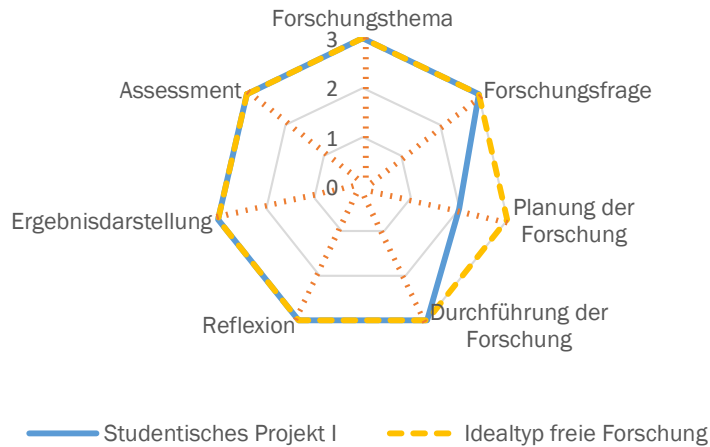 Forschungsthema
3
2
1
0
Assessment
Forschungsfrage
Ergebnisdarstellung
Planung der
Forschung
Reflexion
Durchführung der
Forschung
Studentisches Projekt I
Idealtyp freie Forschung